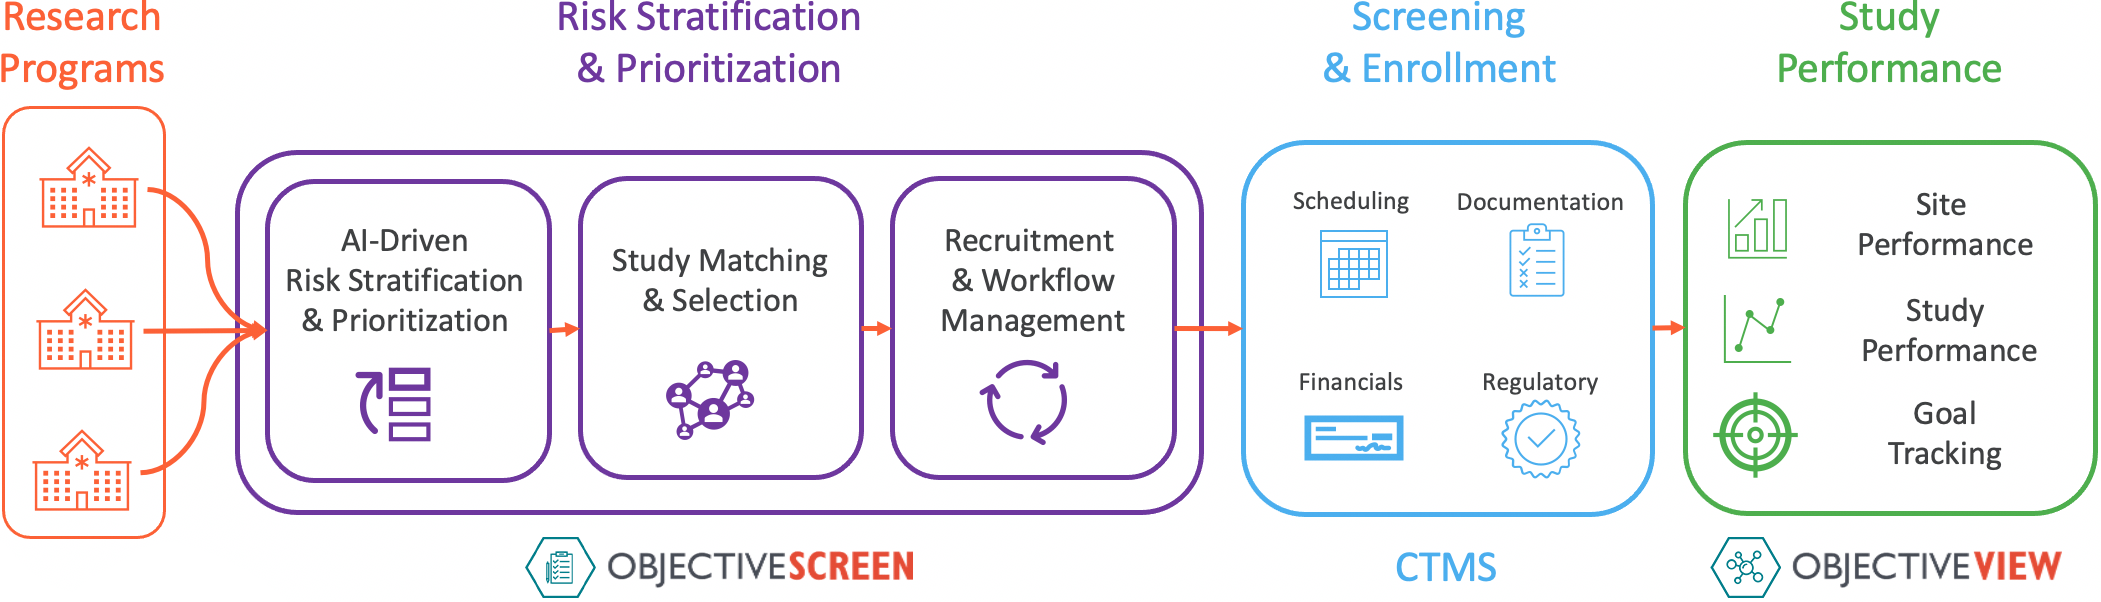 Research
Programs
Risk Stratification
& Prioritization
Screening
& Enrollment
Study
Performance
AI-Driven
Risk Stratification
& Prioritization
Study Matching
& Selection
Recruitment
& Workflow
Management
Scheduling
Documentation
Financials
Regulatory
Site
Performance
Study
Performance
Goal
Tracking
OBJECTIVESCREEN
CTMS
OBJECTIVEVIEW